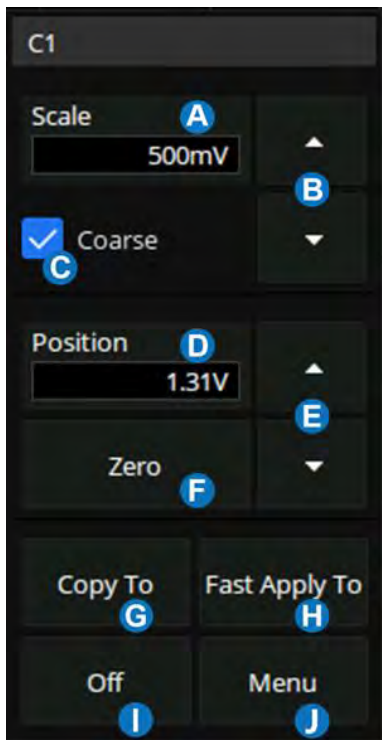 C1
Scale A
500mV
B
Coarse
C
Position D
1.31V
E
Zero
F
Copy To Fast Apply To
G H
Off Menu
I J